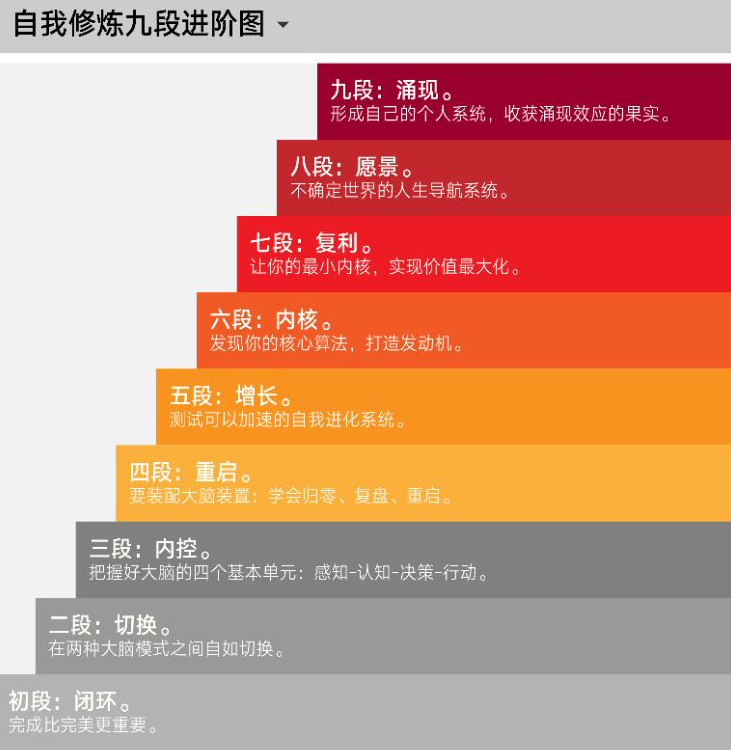 自我修炼九段进阶图
九段：涌现。
形成自己的个人系统，收获涌现效应的果实。
八段：愿景。
不确定世界的人生导航系统。
七段：复利。
让你的最小内核，实现价值最大化。
六段：内核。
发现你的核心算法，打造发动机。
五段：增长。
测试可以加速的自我进化系统。
四段：重启。
要装配大脑装置：学会归零、复盘、重启。
三段：内控。
把握好大脑的四个基本单元：感知-认知-决策-行动。
二段：切换。
在两种大脑模式之间自如切换。
初段：闭环。
完成比完美更重要。